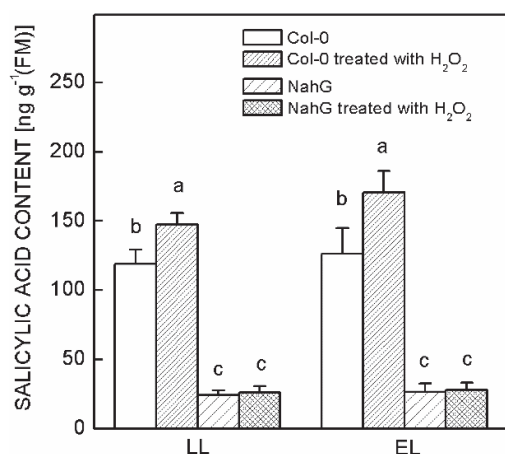 Col-0
Col-0 treated with H₂O₂
NahG
NahG treated with H₂O₂
SALICYLIC ACID CONTENT [ng g⁻¹(FM)]
250
200
150
100
50
0
b
a
c
c
b
a
c
c
LL
EL